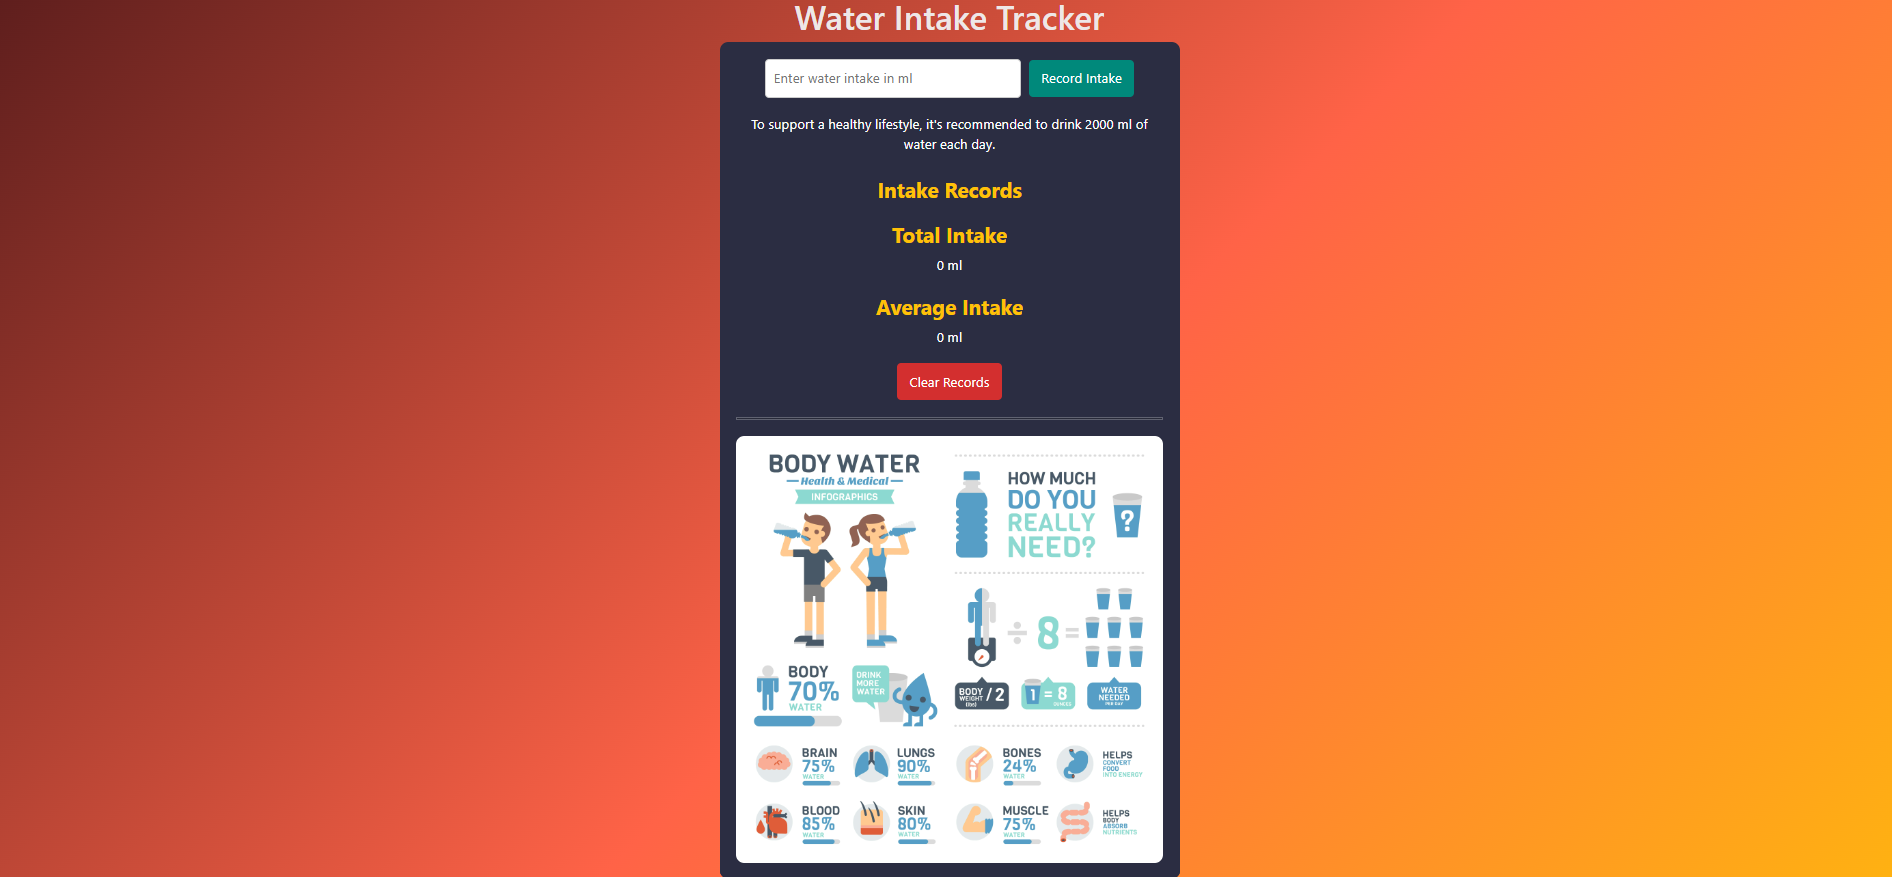 Water Intake Tracker
Enter water intake in ml
Record Intake
To support a healthy lifestyle, it's recommended to drink 2000 ml of
water each day.
Intake Records
Total Intake
0 ml
Average Intake
0 ml
Clear Records
BODY WATER
Health & Medical
INFOGRAPHICS
HOW MUCH
DO YOU
REALLY
NEED?
?
÷ 8 =
BODY
70%
WATER
DRINK
MORE
WATER
BODY
WEIGHT / 2
(lbs)
1 = 8
OUNCES
WATER
NEEDED
PER DAY
BRAIN
75%
WATER
LUNGS
90%
WATER
BONES
24%
WATER
HELPS
CONVERT
FOOD
INTO ENERGY
BLOOD
85%
WATER
SKIN
80%
WATER
MUSCLE
75%
WATER
HELPS
BODY
ABSORB
NUTRIENTS